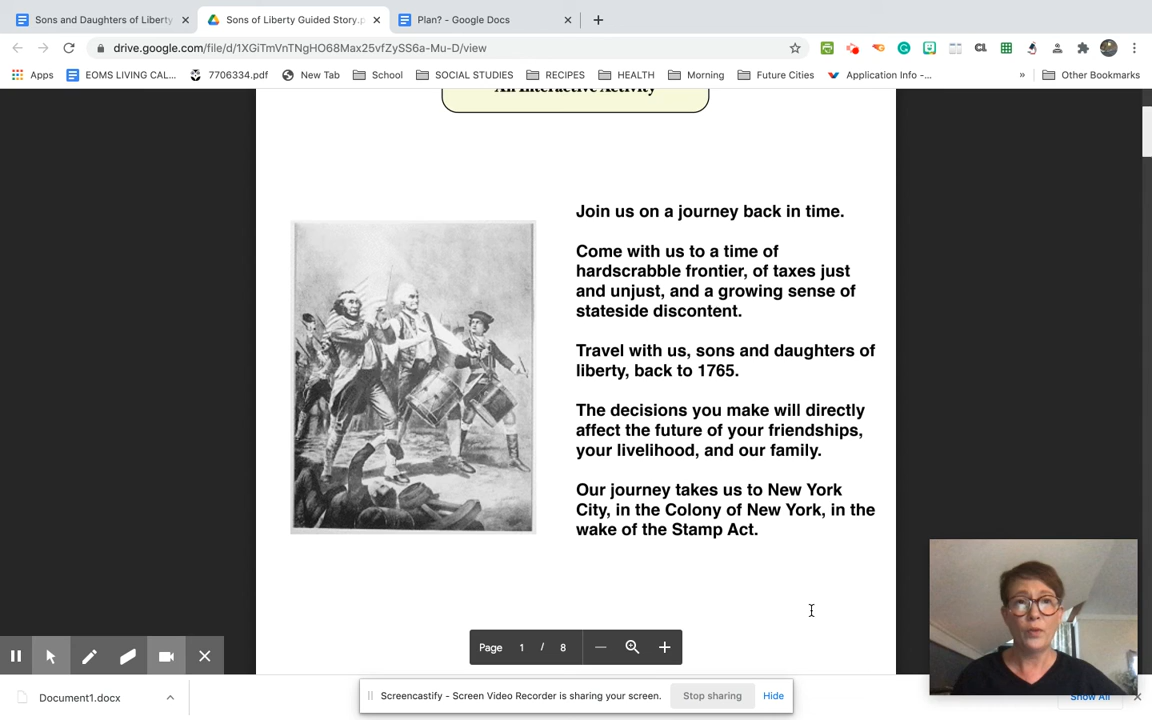 Sons and Daughters of Liberty
Sons of Liberty Guided Story.p
Plan? - Google Docs
drive.google.com/file/d/1XGiTmVnTNgHO68Max25vfZySS6a-Mu-D/view
Apps
EOMS LIVING CAL...
7706334.pdf
New Tab
School
SOCIAL STUDIES
RECIPES
HEALTH
Morning
Future Cities
Application Info -...
»
Other Bookmarks
An Interactive Activity
Join us on a journey back in time.
Come with us to a time of
hardscrabble frontier, of taxes just
and unjust, and a growing sense of
stateside discontent.
Travel with us, sons and daughters of
liberty, back to 1765.
The decisions you make will directly
affect the future of your friendships,
your livelihood, and our family.
Our journey takes us to New York
City, in the Colony of New York, in the
wake of the Stamp Act.
Page 1 / 8
Document1.docx
Screencastify - Screen Video Recorder is sharing your screen.
Stop sharing
Hide
Show All